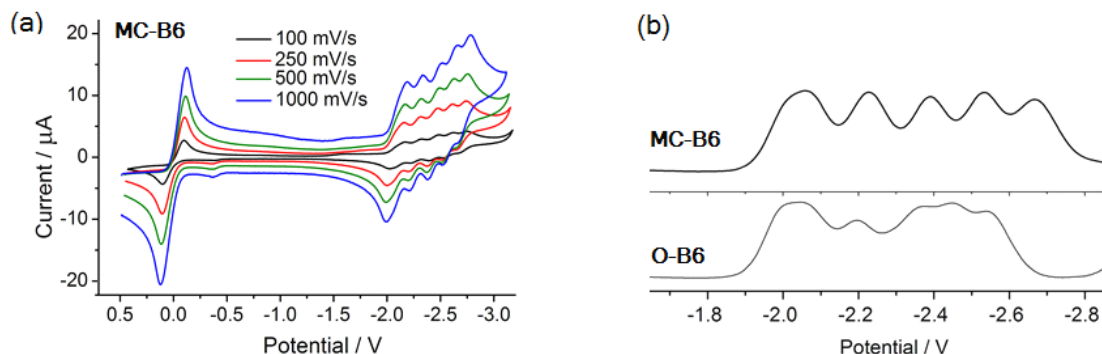 (a)
MC-B6
100 mV/s
250 mV/s
500 mV/s
1000 mV/s
20
10
0
-10
-20
Current / µA
0.5 0.0 -0.5 -1.0 -1.5 -2.0 -2.5 -3.0
Potential / V
(b)
MC-B6
O-B6
-1.8 -2.0 -2.2 -2.4 -2.6 -2.8
Potential / V